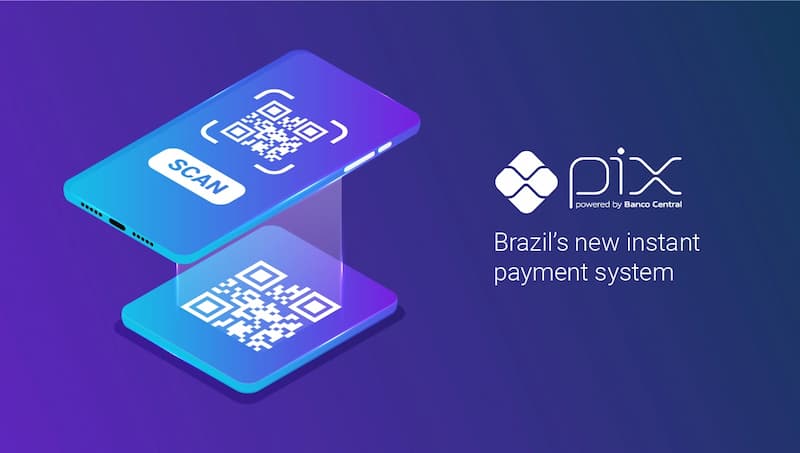 SCAN
pix
powered by Banco Central
Brazil's new instant
payment system